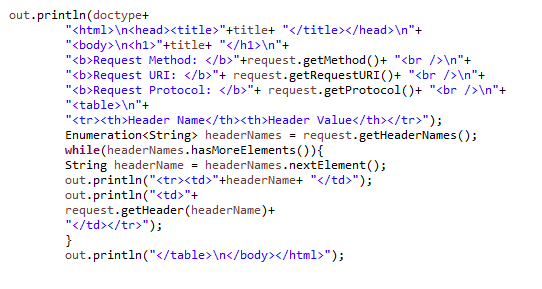 out.println(doctype+
"<html>\n<head><title>"+title+ "</title></head>\n"+
"<body>\n<h1>"+title+ "</h1>\n"+
"<b>Request Method: </b>"+request.getMethod()+ "<br />\n"+
"<b>Request URI: </b>"+ request.getRequestURI()+ "<br />\n"+
"<b>Request Protocol: </b>"+ request.getProtocol()+ "<br />\n"+
"<table>\n"+
"<tr><th>Header Name</th><th>Header Value</th></tr>");
Enumeration<String> headerNames = request.getHeaderNames();
while(headerNames.hasMoreElements()){
String headerName = headerNames.nextElement();
out.println("<tr><td>"+headerName+ "</td>");
out.println("<td>"+
request.getHeader(headerName)+
"</td></tr>");
}
out.println("</table>\n</body></html>");